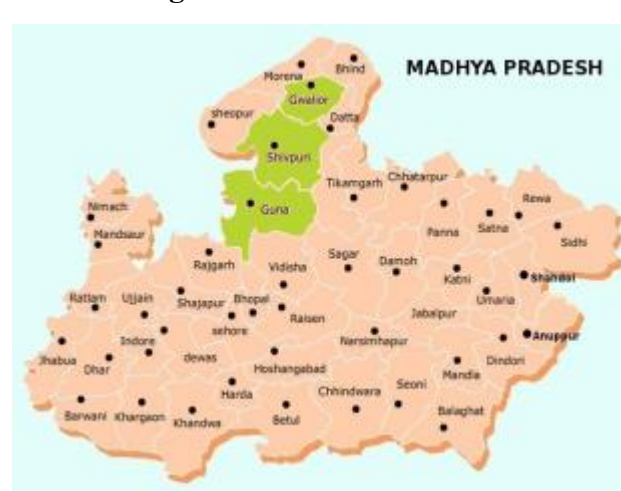 MADHYA PRADESH
Morena
Bhind
Gwalior
sheopur
Datta
Shivpuri
Tikamgarh
Chhatarpur
Nimach
Guna
Rewa
Mandsaur
Panna
Satna
Sidhi
Rajgarh
Vidisha
Sagar
Damoh
Katni
Shahdal
Ratlam
Ujjain
Shajapur
Bhopal
Umaria
sehore
Raisen
Jabalpur
Indore
Narsimhapur
Anuppur
Jhabua
Dhar
dewas
Hoshangabad
Dindori
Mandla
Harda
Chhindwara
Seoni
Barwani
Khargaon
Khandwa
Betul
Balaghat